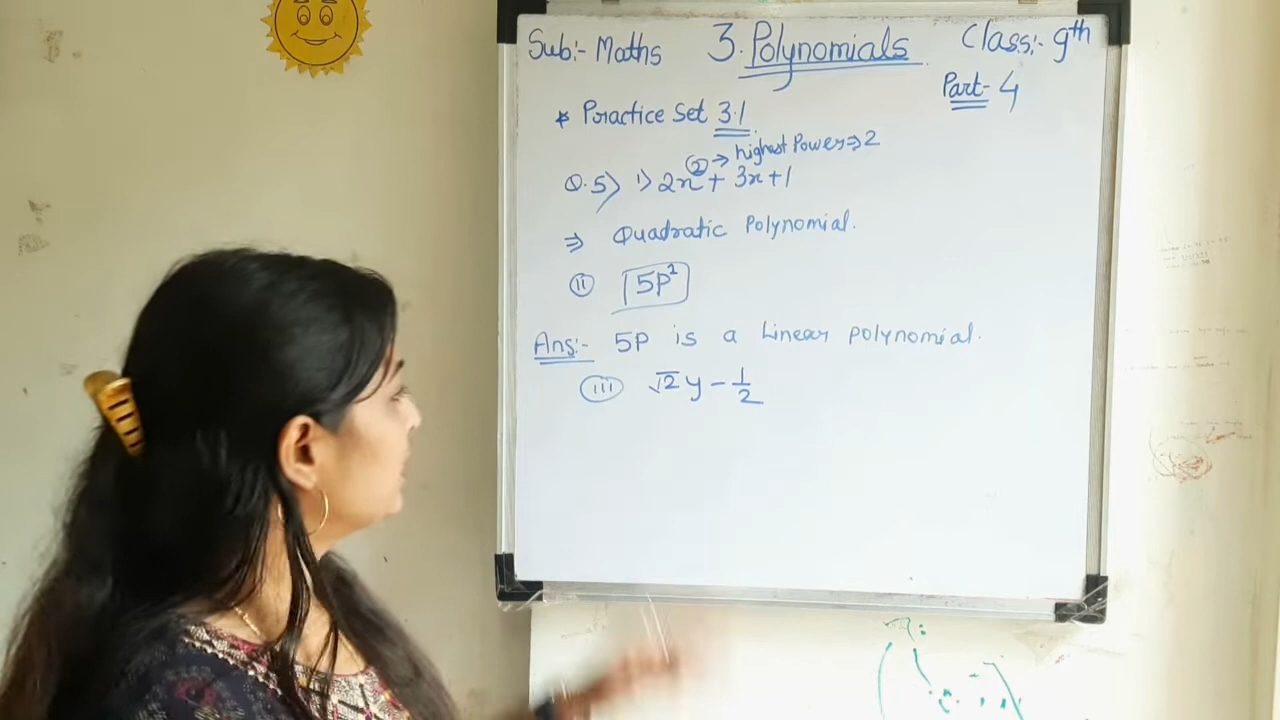 Sub:- Maths 3. Polynomials Class:- 9th
Part- 4
* Practice Set 3.1
② → highest Power ⇒ 2
Q.5) i) 2x² + 3x + 1
⇒ Quadratic Polynomial.
(ii) 5P²
Ans:- 5P is a Linear polynomial.
(iii) √2 y - 1/2